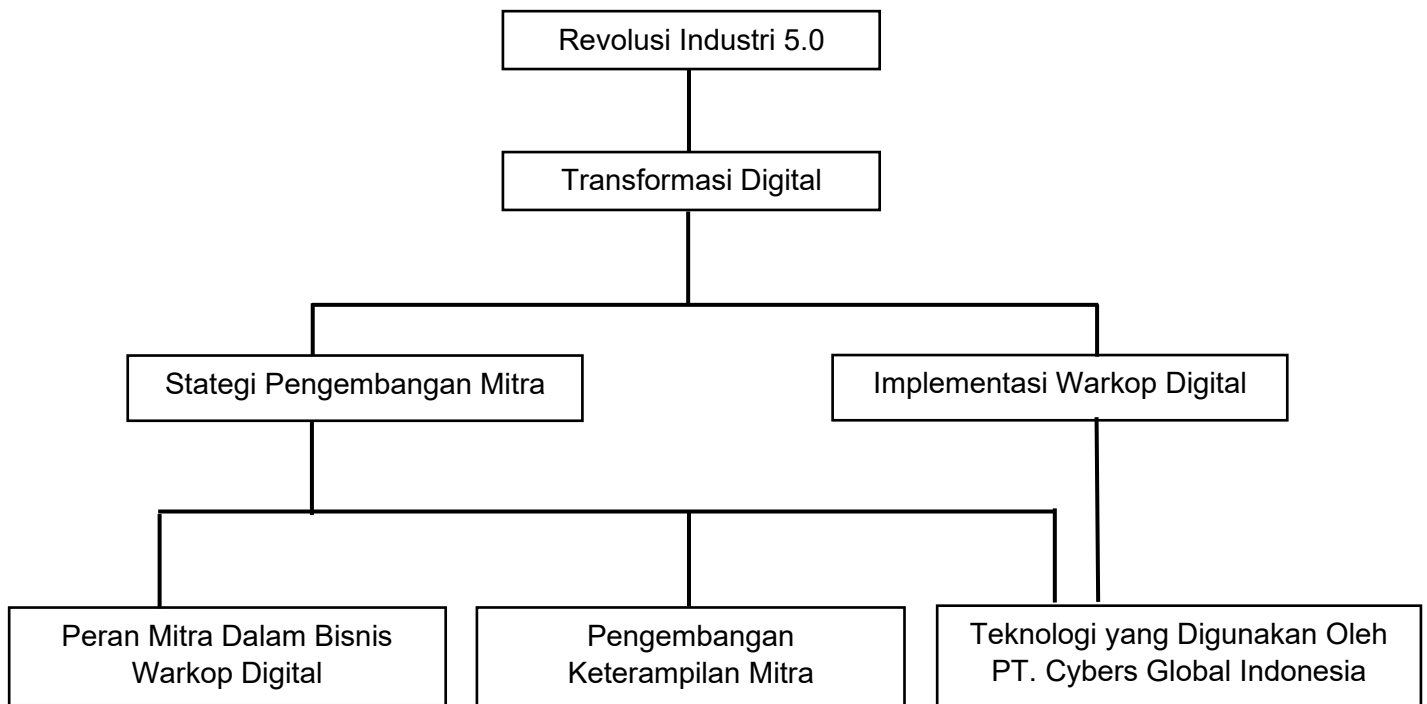 Revolusi Industri 5.0
Transformasi Digital
Stategi Pengembangan Mitra
Implementasi Warkop Digital
Peran Mitra Dalam Bisnis
Warkop Digital
Pengembangan
Keterampilan Mitra
Teknologi yang Digunakan Oleh
PT. Cybers Global Indonesia